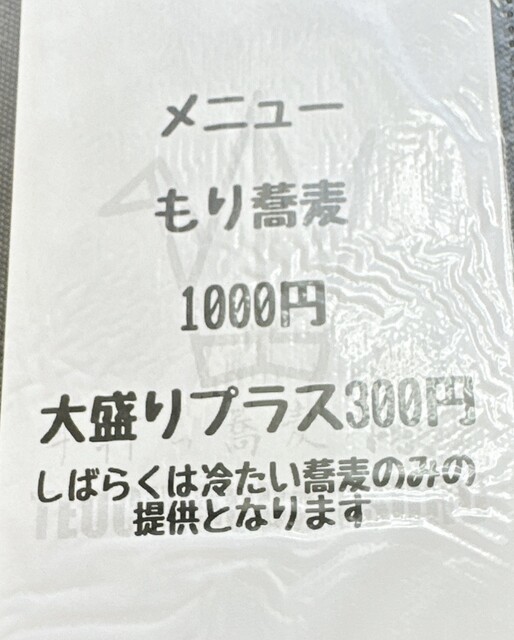 メニュー
もり蕎麦
1000円
大盛りプラス300円
しばらくは冷たい蕎麦のみの
提供となります